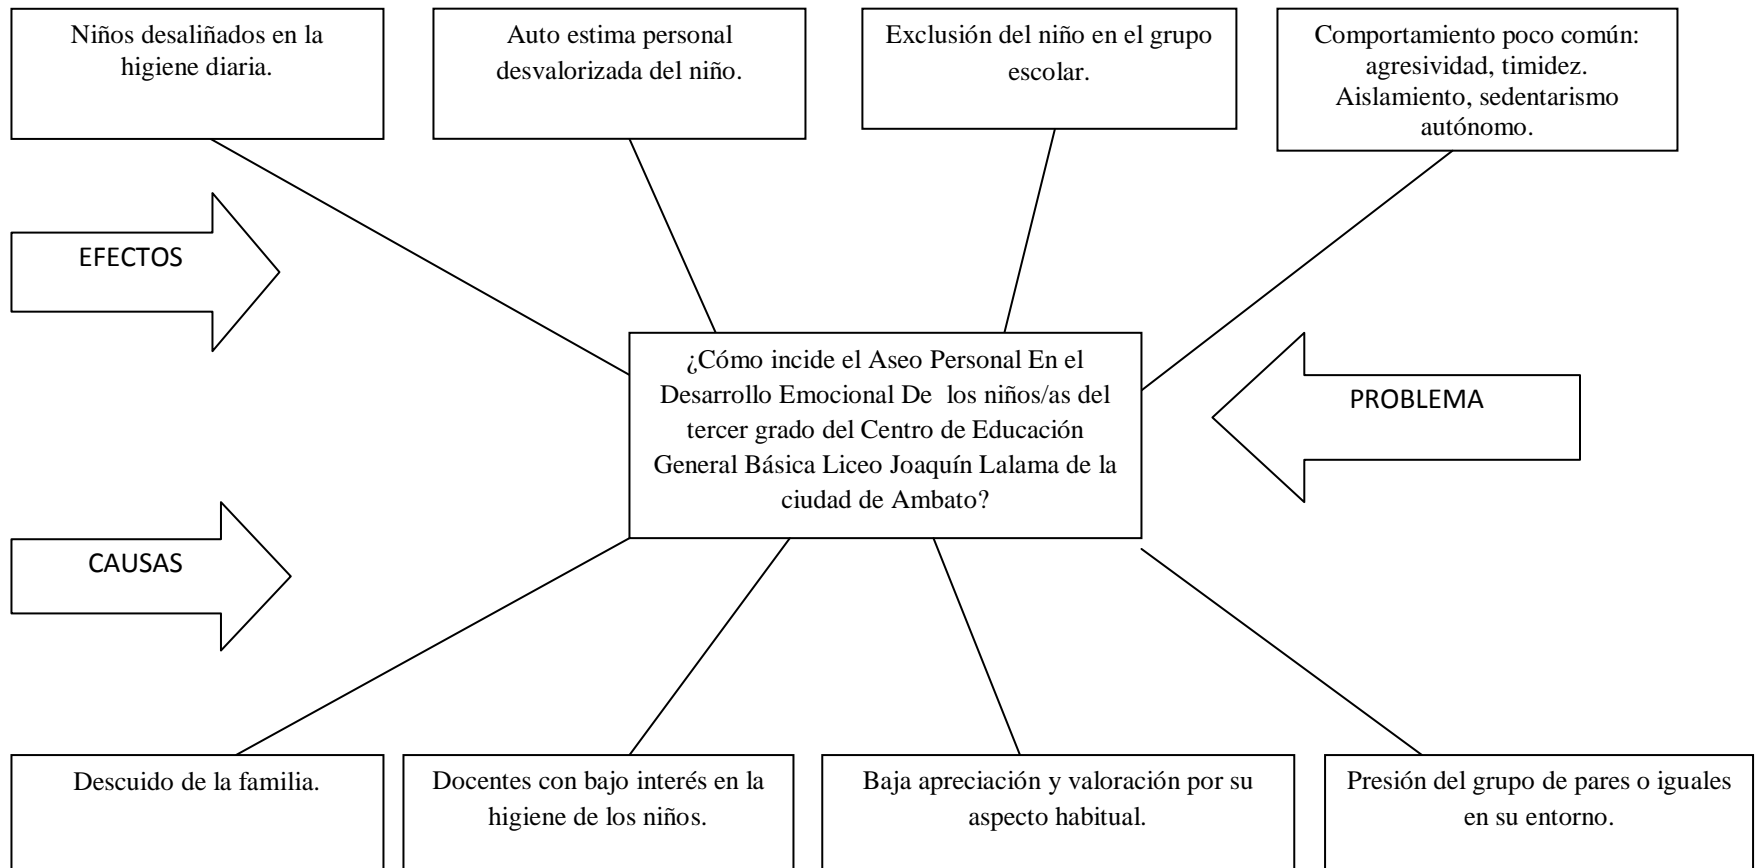 Niños desaliñados en la
higiene diaria.
Auto estima personal
desvalorizada del niño.
Exclusión del niño en el grupo
escolar.
Comportamiento poco común:
agresividad, timidez.
Aislamiento, sedentarismo
autónomo.
EFECTOS
¿Cómo incide el Aseo Personal En el
Desarrollo Emocional De  los niños/as del
tercer grado del Centro de Educación
General Básica Liceo Joaquín Lalama de la
ciudad de Ambato?
PROBLEMA
CAUSAS
Descuido de la familia.
Docentes con bajo interés en la
higiene de los niños.
Baja apreciación y valoración por su
aspecto habitual.
Presión del grupo de pares o iguales
en su entorno.